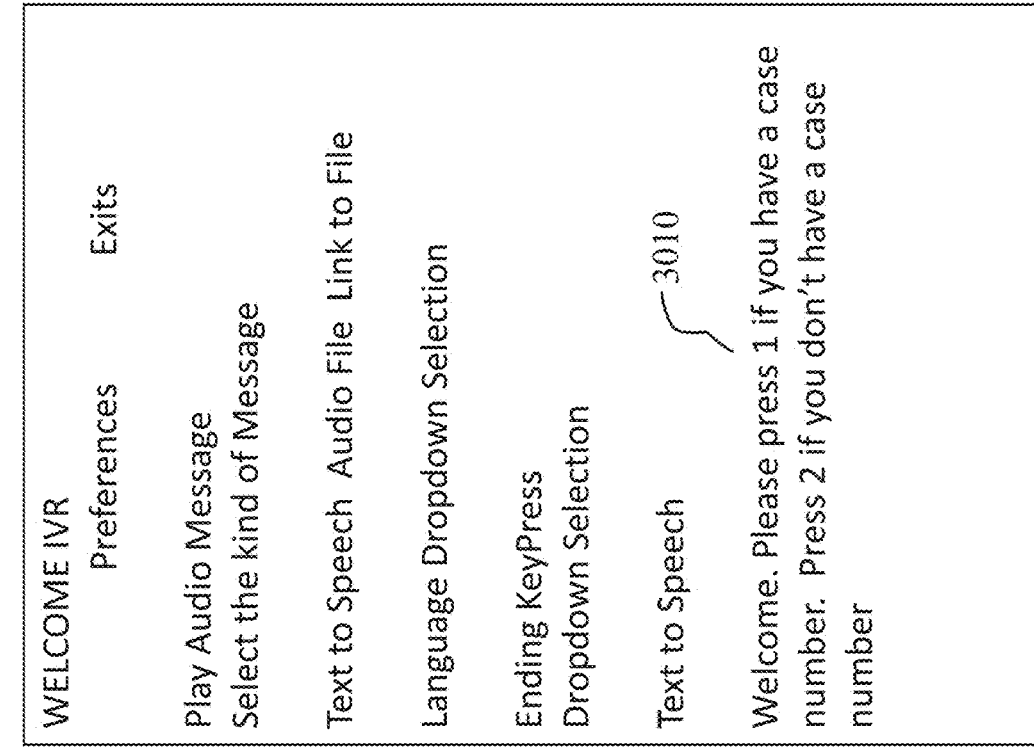 WELCOME IVR
Preferences Exits
Play Audio Message
Select the kind of Message
Text to Speech Audio File Link to File
Language Dropdown Selection
Ending KeyPress
Dropdown Selection
Text to Speech
3010
Welcome. Please press 1 if you have a case
number. Press 2 if you don't have a case
number